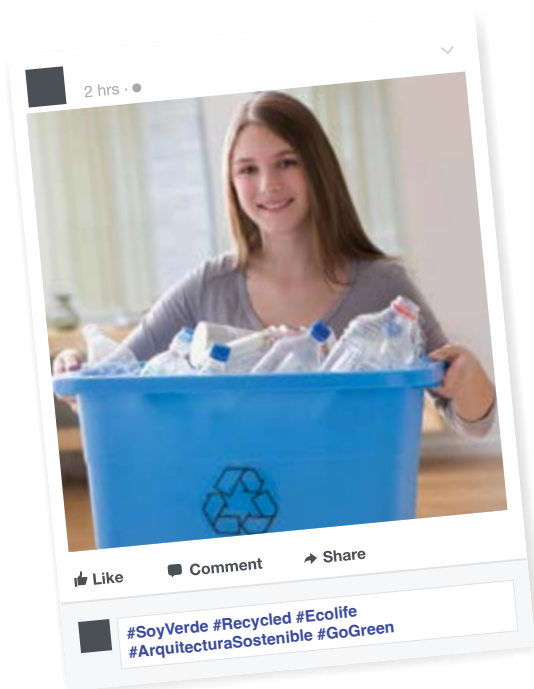 2 hrs ·
Like Comment Share
#SoyVerde #Recycled #Ecolife
#ArquitecturaSostenible #GoGreen